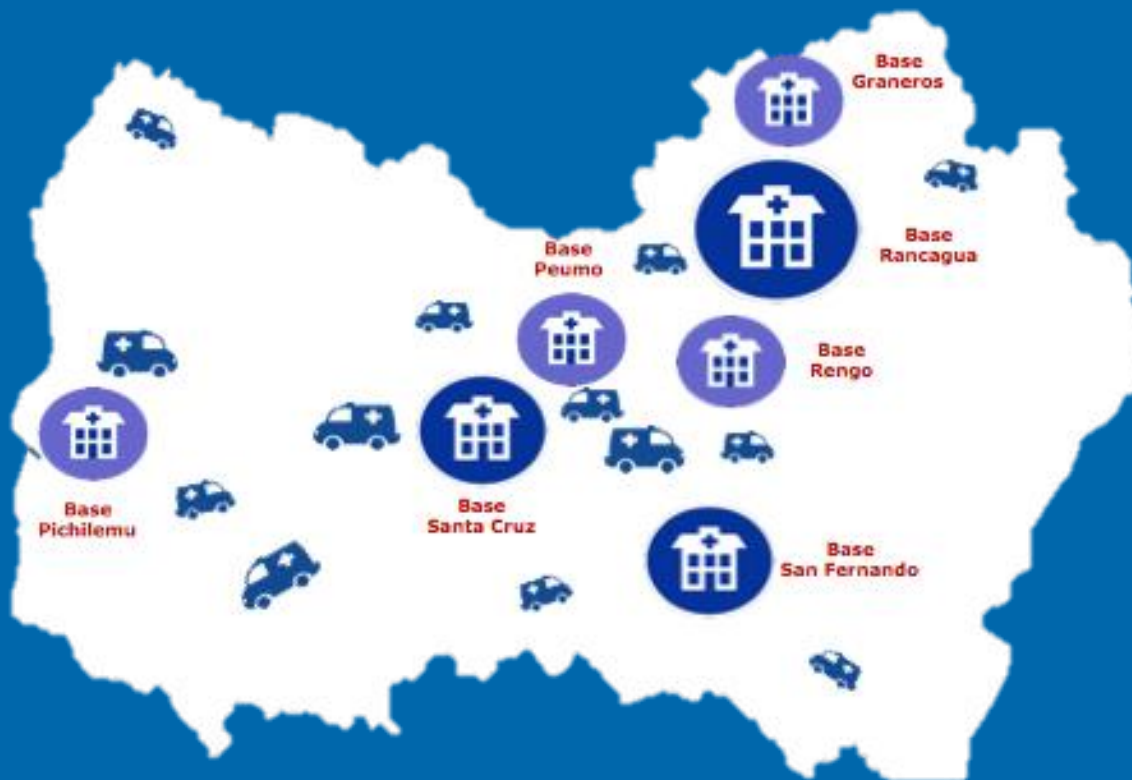 Base
Graneros
Base
Rancagua
Base
Peumo
Base
Rengo
Base
Pichilemu
Base
Santa Cruz
Base
San Fernando